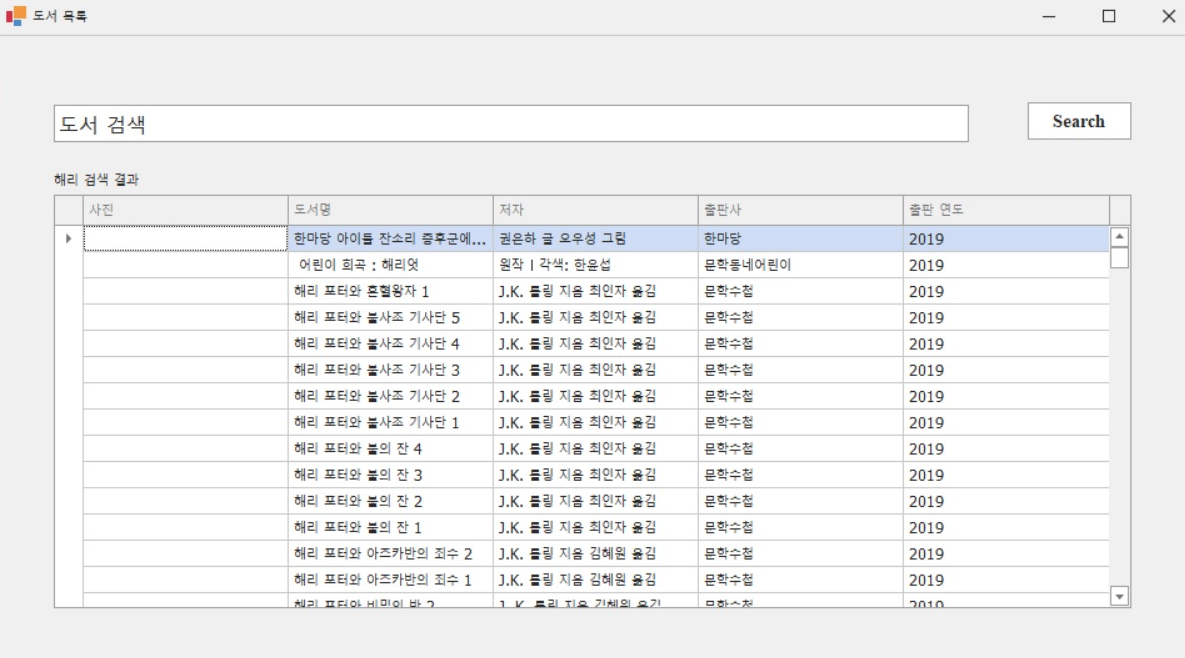 도서 목록
도서 검색 Search
해리 검색 결과
사진 도서명 저자 출판사 출판 연도
한마당 아이들 잔소리 증후군에... 권은하 글 오우성 그림 한마당 2019
어린이 희곡 : 해리엇 원작 | 각색: 한윤섭 문학동네어린이 2019
해리 포터와 혼혈왕자 1 J.K. 롤링 지음 최인자 옮김 문학수첩 2019
해리 포터와 불사조 기사단 5 J.K. 롤링 지음 최인자 옮김 문학수첩 2019
해리 포터와 불사조 기사단 4 J.K. 롤링 지음 최인자 옮김 문학수첩 2019
해리 포터와 불사조 기사단 3 J.K. 롤링 지음 최인자 옮김 문학수첩 2019
해리 포터와 불사조 기사단 2 J.K. 롤링 지음 최인자 옮김 문학수첩 2019
해리 포터와 불사조 기사단 1 J.K. 롤링 지음 최인자 옮김 문학수첩 2019
해리 포터와 불의 잔 4 J.K. 롤링 지음 최인자 옮김 문학수첩 2019
해리 포터와 불의 잔 3 J.K. 롤링 지음 최인자 옮김 문학수첩 2019
해리 포터와 불의 잔 2 J.K. 롤링 지음 최인자 옮김 문학수첩 2019
해리 포터와 불의 잔 1 J.K. 롤링 지음 최인자 옮김 문학수첩 2019
해리 포터와 아즈카반의 죄수 2 J.K. 롤링 지음 김혜원 옮김 문학수첩 2019
해리 포터와 아즈카반의 죄수 1 J.K. 롤링 지음 김혜원 옮김 문학수첩 2019
해리 포터와 비밀의 방 2 J. K. 롤링 지음 김혜원 옮김 문학수첩 2019